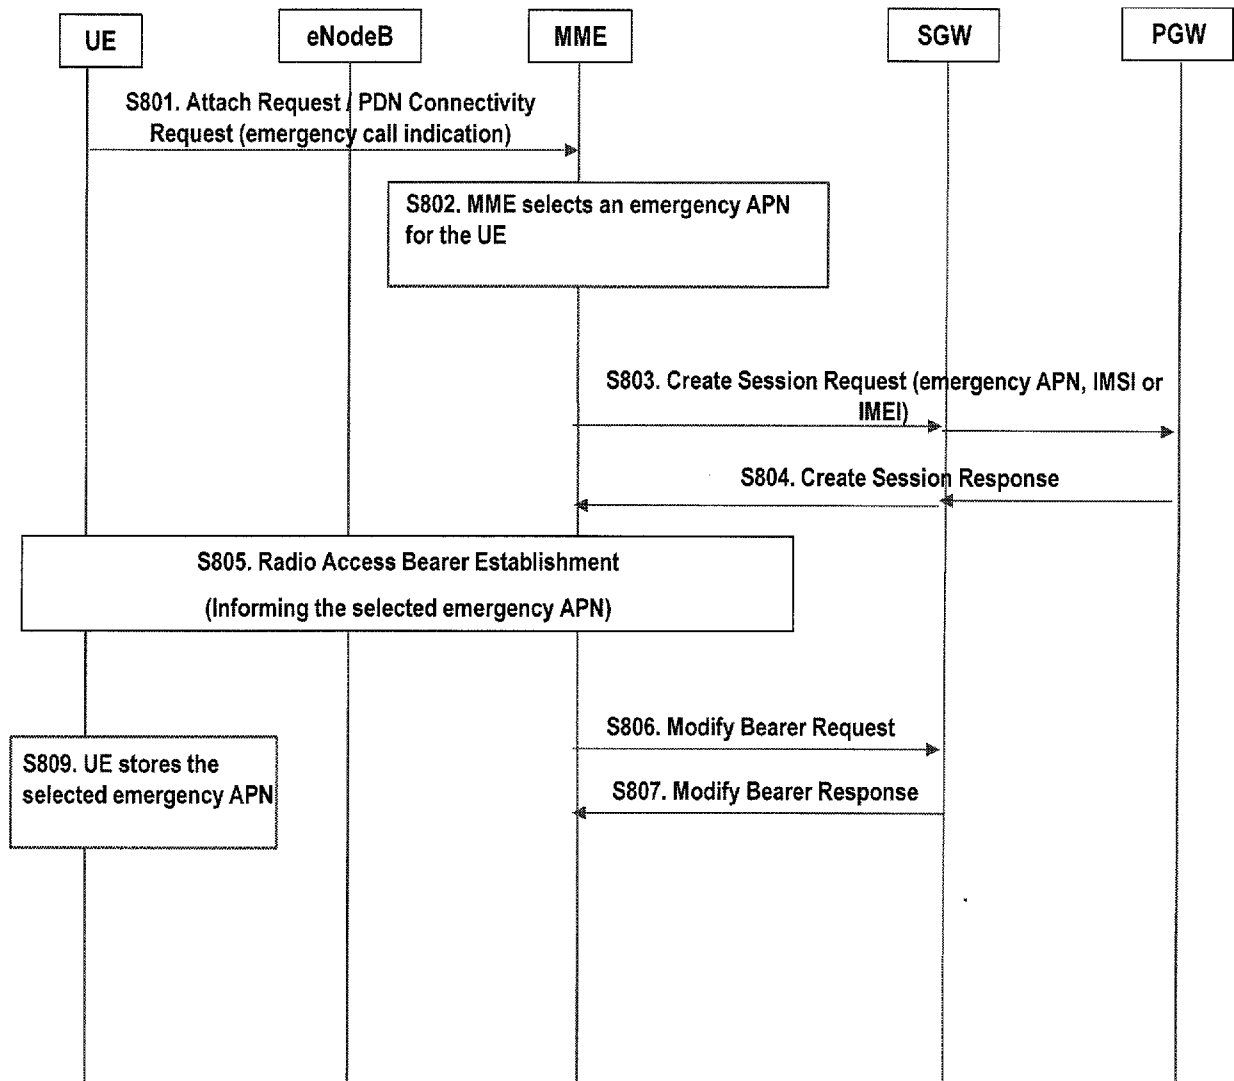 UE
eNodeB
MME
SGW
PGW
S801. Attach Request / PDN Connectivity
Request (emergency call indication)
S802. MME selects an emergency APN
for the UE
S803. Create Session Request (emergency APN, IMSI or
IMEI)
S804. Create Session Response
S805. Radio Access Bearer Establishment
(Informing the selected emergency APN)
S806. Modify Bearer Request
S809. UE stores the
selected emergency APN
S807. Modify Bearer Response